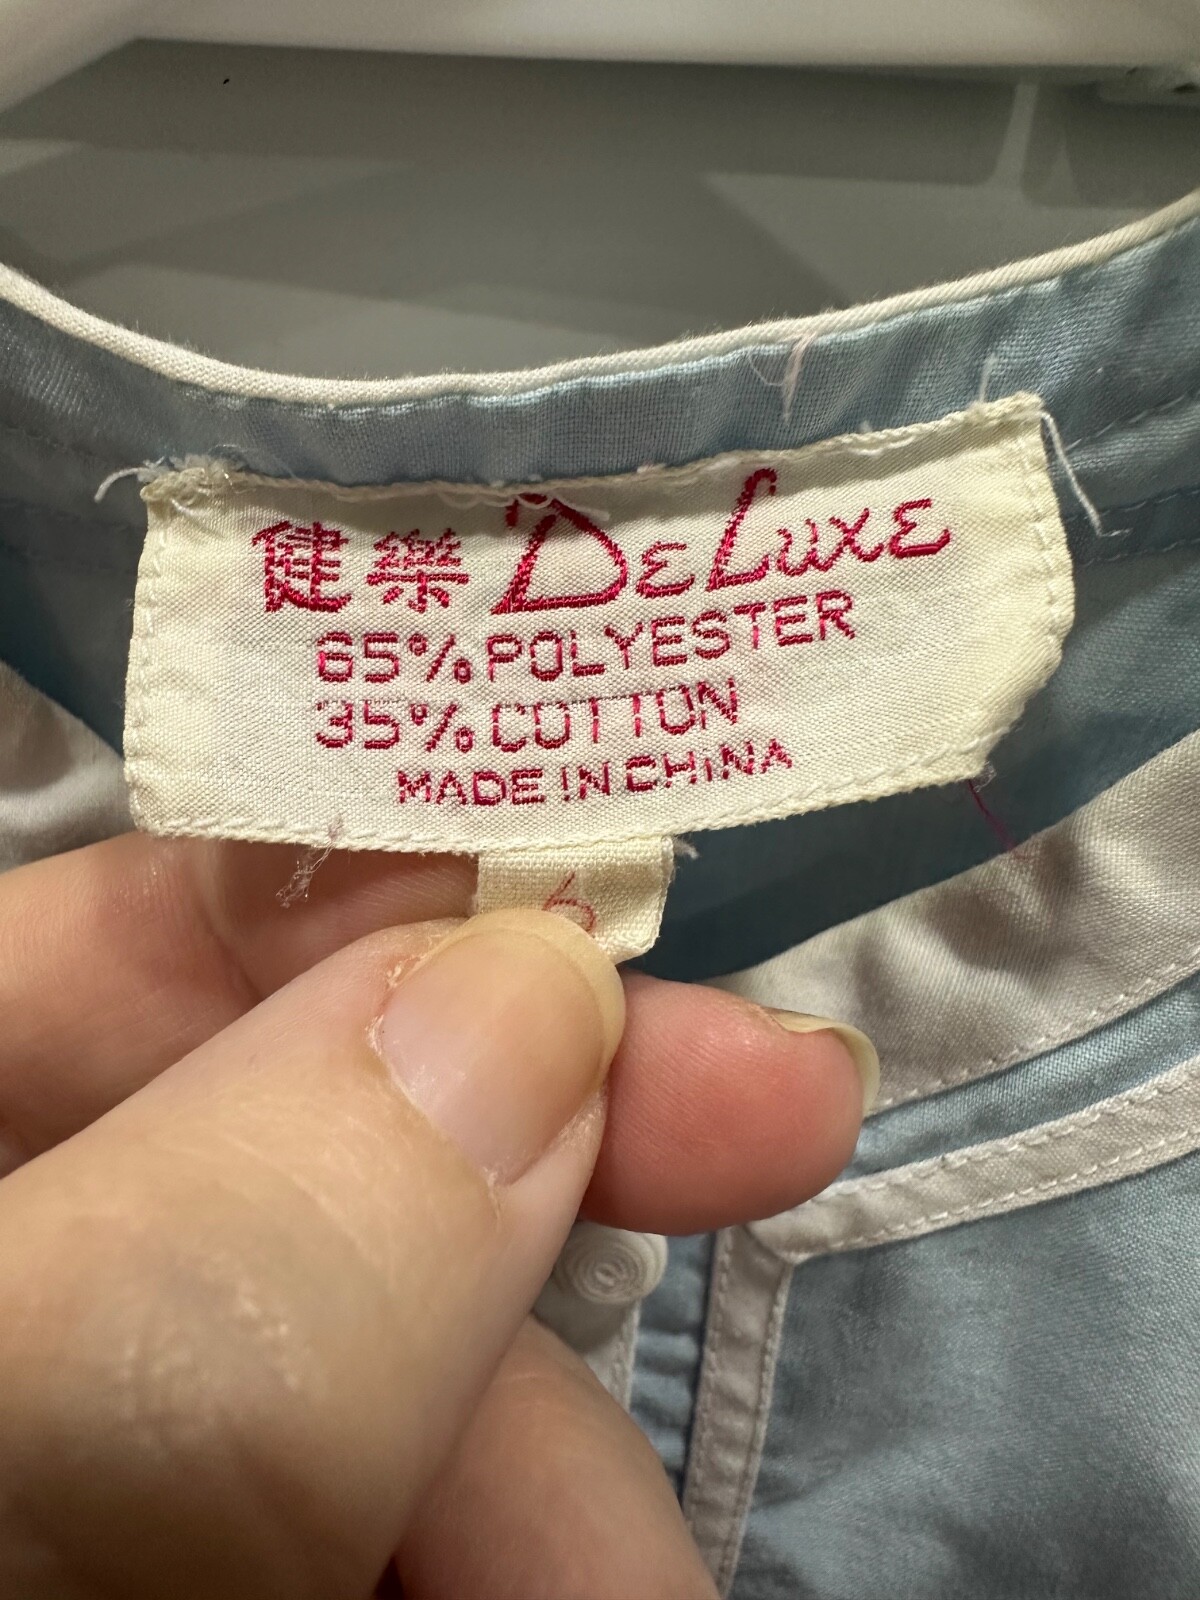 健樂 DELUXE
65% POLYESTER
35% COTTON
MADE IN CHINA
6